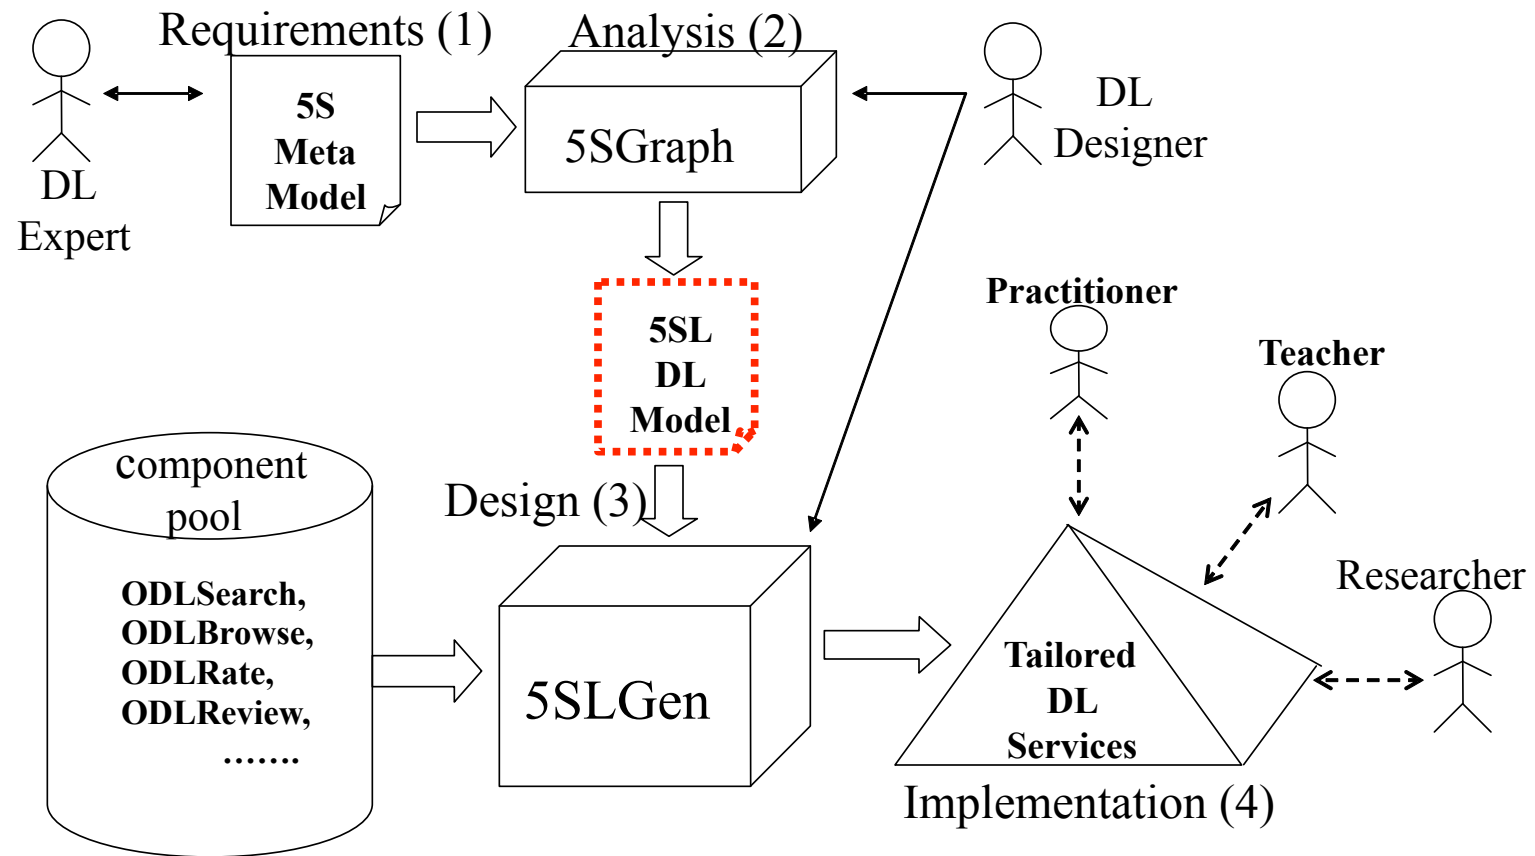 Requirements (1)
Analysis (2)
5S
Meta
Model
5SGraph
DL
Designer
DL
Expert
5SL
DL
Model
Practitioner
Teacher
component
pool
Design (3)
ODLSearch,
ODLBrowse,
ODLRate,
ODLReview,
.......
5SLGen
Researcher
Tailored
DL
Services
Implementation (4)